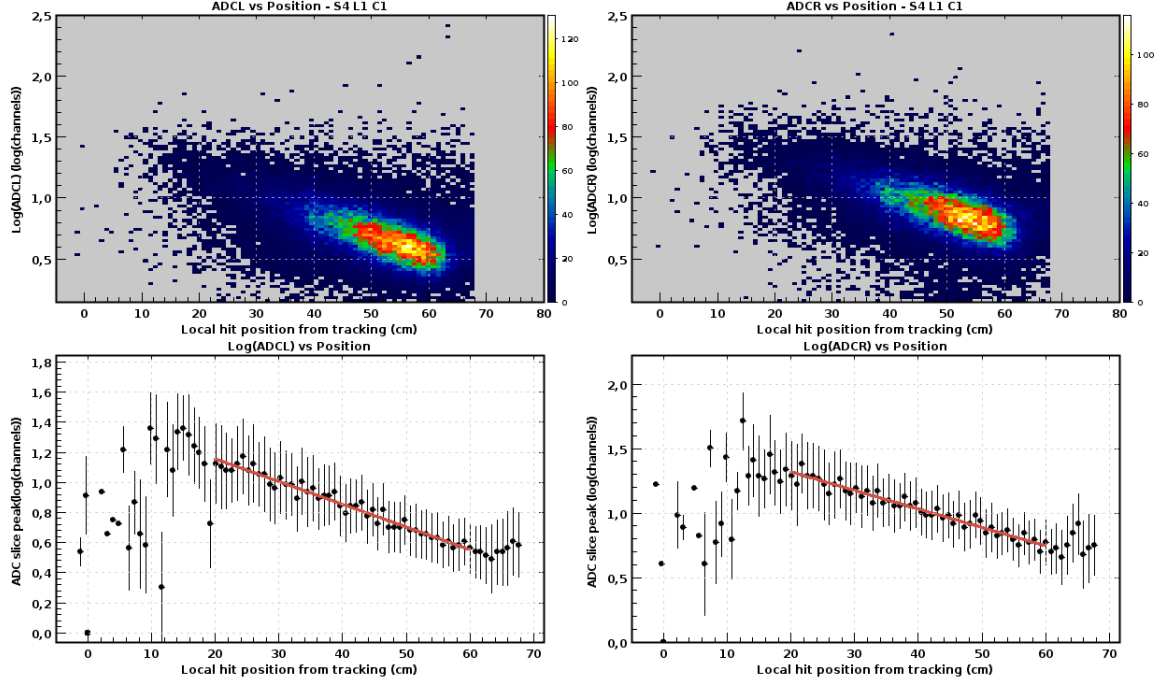 ADCL vs Position - S4 L1 C1
Log(ADCL) (log(channels))
2,5
2,0
1,5
1,0
0,5
0 10 20 30 40 50 60 70 80
Local hit position from tracking (cm)
120
100
80
60
40
20
0
ADCR vs Position - S4 L1 C1
Log(ADCR) (log(channels))
2,5
2,0
1,5
1,0
0,5
0 10 20 30 40 50 60 70 80
Local hit position from tracking (cm)
100
80
60
40
20
0
Log(ADCL) vs Position
ADC slice peak(log(channels))
1,8
1,6
1,4
1,2
1,0
0,8
0,6
0,4
0,2
0,0
0 10 20 30 40 50 60 70
Local hit position from tracking (cm)
Log(ADCR) vs Position
ADC slice peak (log(channels))
2,0
1,5
1,0
0,5
0,0
0 10 20 30 40 50 60 70
Local hit position from tracking (cm)